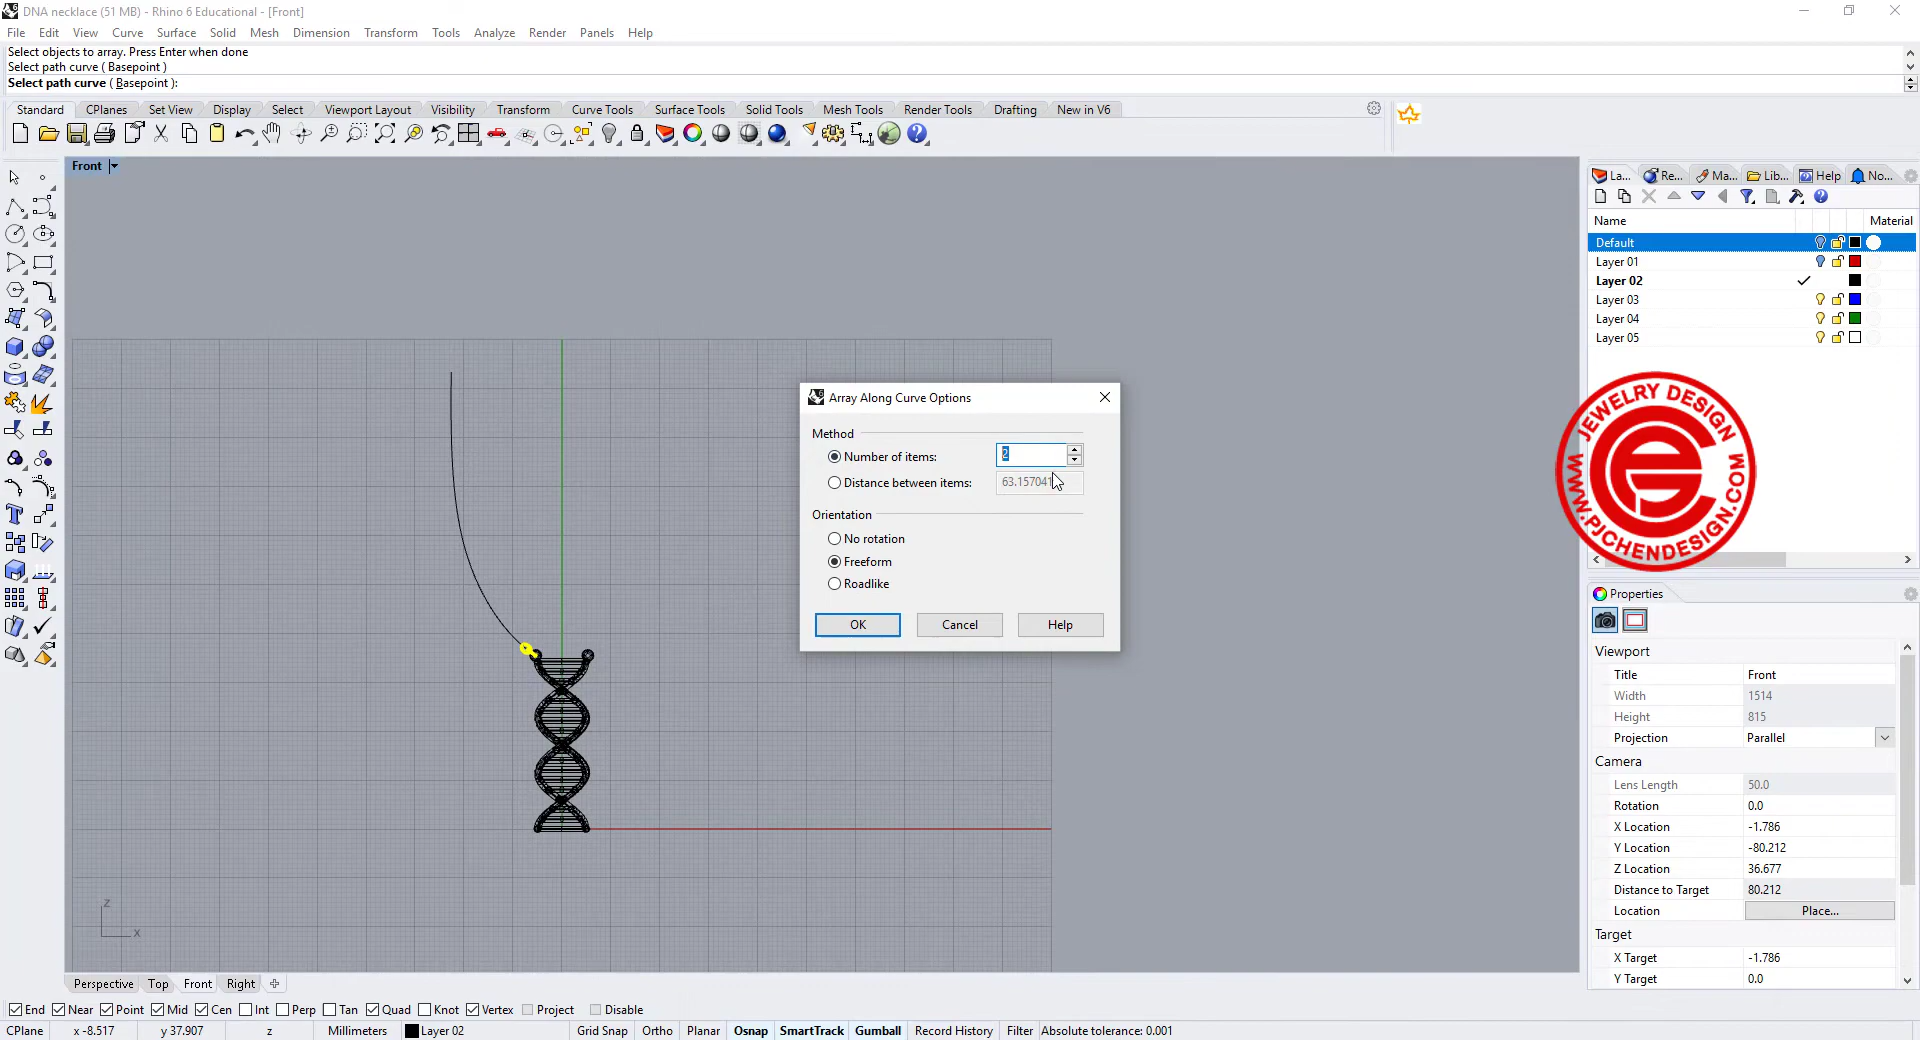 DNA necklace (51 MB) - Rhino 6 Educational - [Front]
File Edit View Curve Surface Solid Mesh Dimension Transform Tools Analyze Render Panels Help
Select objects to array. Press Enter when done
Select path curve ( Basepoint )
Select path curve ( Basepoint ):
Standard CPlanes Set View Display Select Viewport Layout Visibility Transform Curve Tools Surface Tools Solid Tools Mesh Tools Render Tools Drafting New in V6
Front
La... Re... Ma... Lib... Help No...
Name Material
Default
Layer 01
Layer 02
Layer 03
Layer 04
Layer 05
Array Along Curve Options
Method
Number of items: 2
Distance between items: 63.157041
Orientation
No rotation
Freeform
Roadlike
OK Cancel Help
JEWELRY DESIGN
WWW.PJCHENDESIGN.COM
Properties
Viewport
Title Front
Width 1514
Height 815
Projection Parallel
Camera
Lens Length 50.0
Rotation 0.0
X Location -1.786
Y Location -80.212
Z Location 36.677
Distance to Target 80.212
Location Place...
Target
X Target -1.786
Y Target 0.0
z
x
Perspective Top Front Right
End Near Point Mid Cen Int Perp Tan Quad Knot Vertex Project Disable
CPlane x -8.517 y 37.907 z Millimeters Layer 02 Grid Snap Ortho Planar Osnap SmartTrack Gumball Record History Filter Absolute tolerance: 0.001